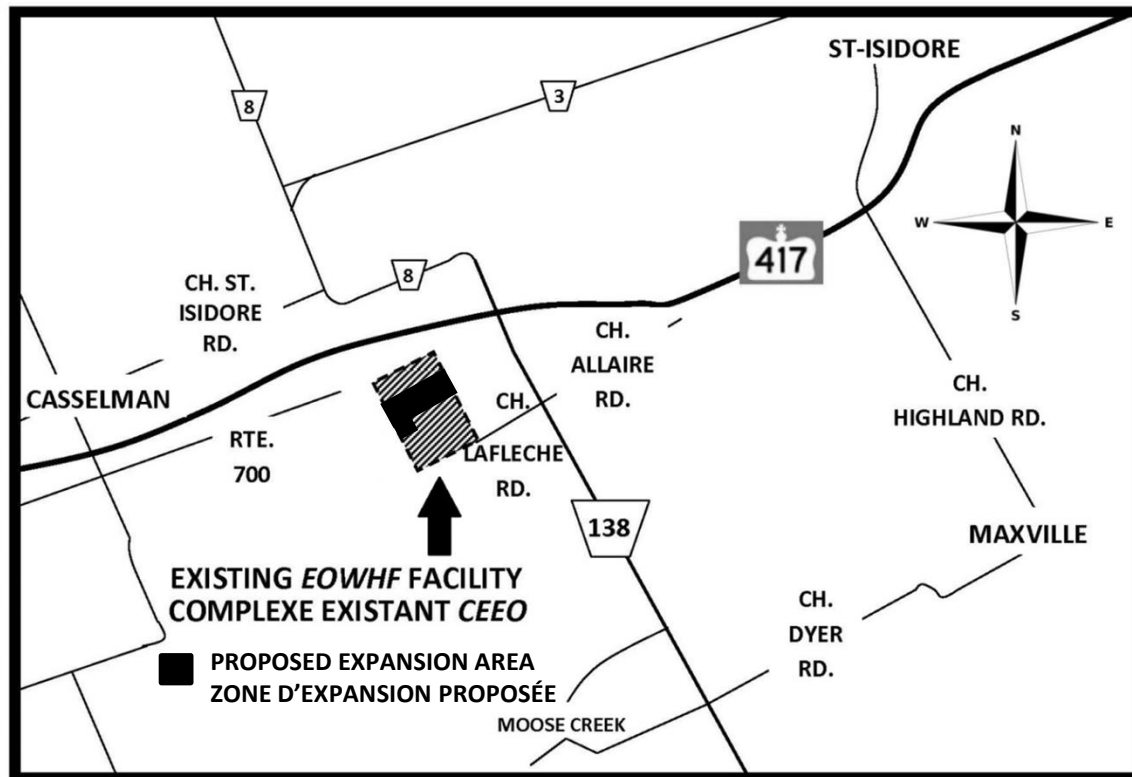 ST-ISIDORE
8
3
N
W
E
S
417
CH. ST.
ISIDORE
RD.
8
CH.
ALLAIRE
RD.
CASSELMAN
RTE.
700
CH.
LAFLECHE
RD.
CH.
HIGHLAND RD.
138
MAXVILLE
EXISTING EOWHF FACILITY
COMPLEXE EXISTANT CEEO
CH.
DYER
RD.
PROPOSED EXPANSION AREA
ZONE D'EXPANSION PROPOSÉE
MOOSE CREEK